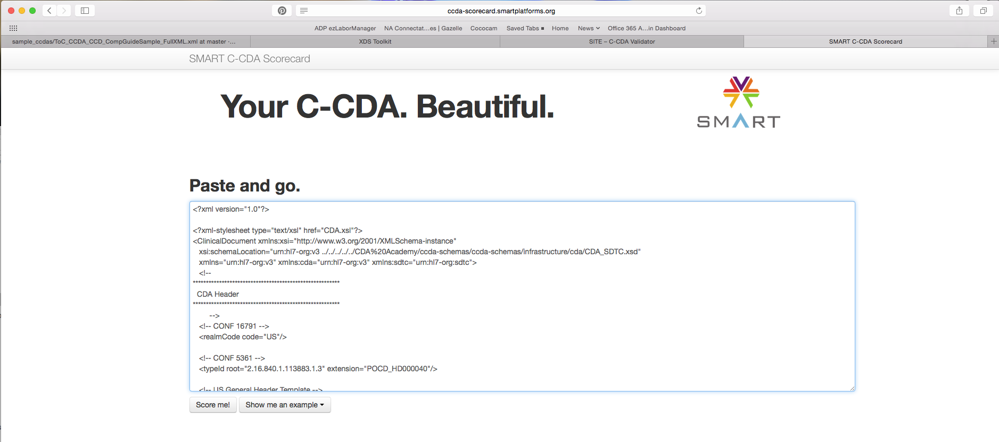 ccda-scorecard.smartplatforms.org
ADP ezLaborManager NA Connectat...es | Gazelle Cococam Saved Tabs Home News Office 365 A...in Dashboard
sample_ccdas/ToC_CCDA_CCD_CompGuideSample_FullXML.xml at master ·... XDS Toolkit SITE – C-CDA Validator SMART C-CDA Scorecard
SMART C-CDA Scorecard
Your C-CDA. Beautiful.
SMART
Paste and go.
<?xml version="1.0"?>
<?xml-stylesheet type="text/xsl" href="CDA.xsl"?>
<ClinicalDocument xmlns:xsi="http://www.w3.org/2001/XMLSchema-instance"
xsi:schemaLocation="urn:hl7-org:v3 ../../../../../CDA%20Academy/ccda-schemas/ccda-schemas/infrastructure/cda/CDA_SDTC.xsd"
xmlns="urn:hl7-org:v3" xmlns:cda="urn:hl7-org:v3" xmlns:sdtc="urn:hl7-org:sdtc">
<!--
********************************************************
CDA Header
********************************************************
-->
<!-- CONF 16791 -->
<realmCode code="US"/>
<!-- CONF 5361 -->
<typeId root="2.16.840.1.113883.1.3" extension="POCD_HD000040"/>
<!-- US General Header Template -->
Score me! Show me an example